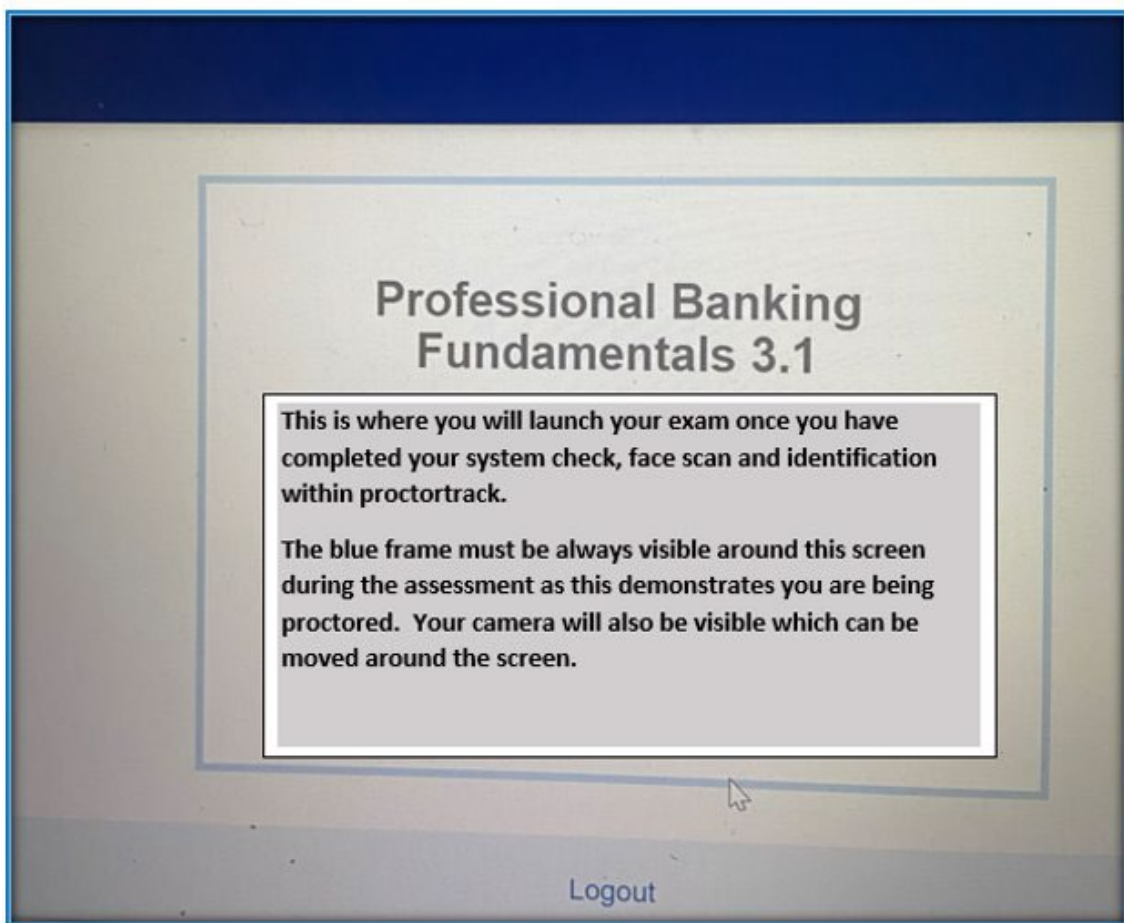 Professional Banking
Fundamentals 3.1
This is where you will launch your exam once you have
completed your system check, face scan and identification
within proctortrack.
The blue frame must be always visible around this screen
during the assessment as this demonstrates you are being
proctored. Your camera will also be visible which can be
moved around the screen.
Logout